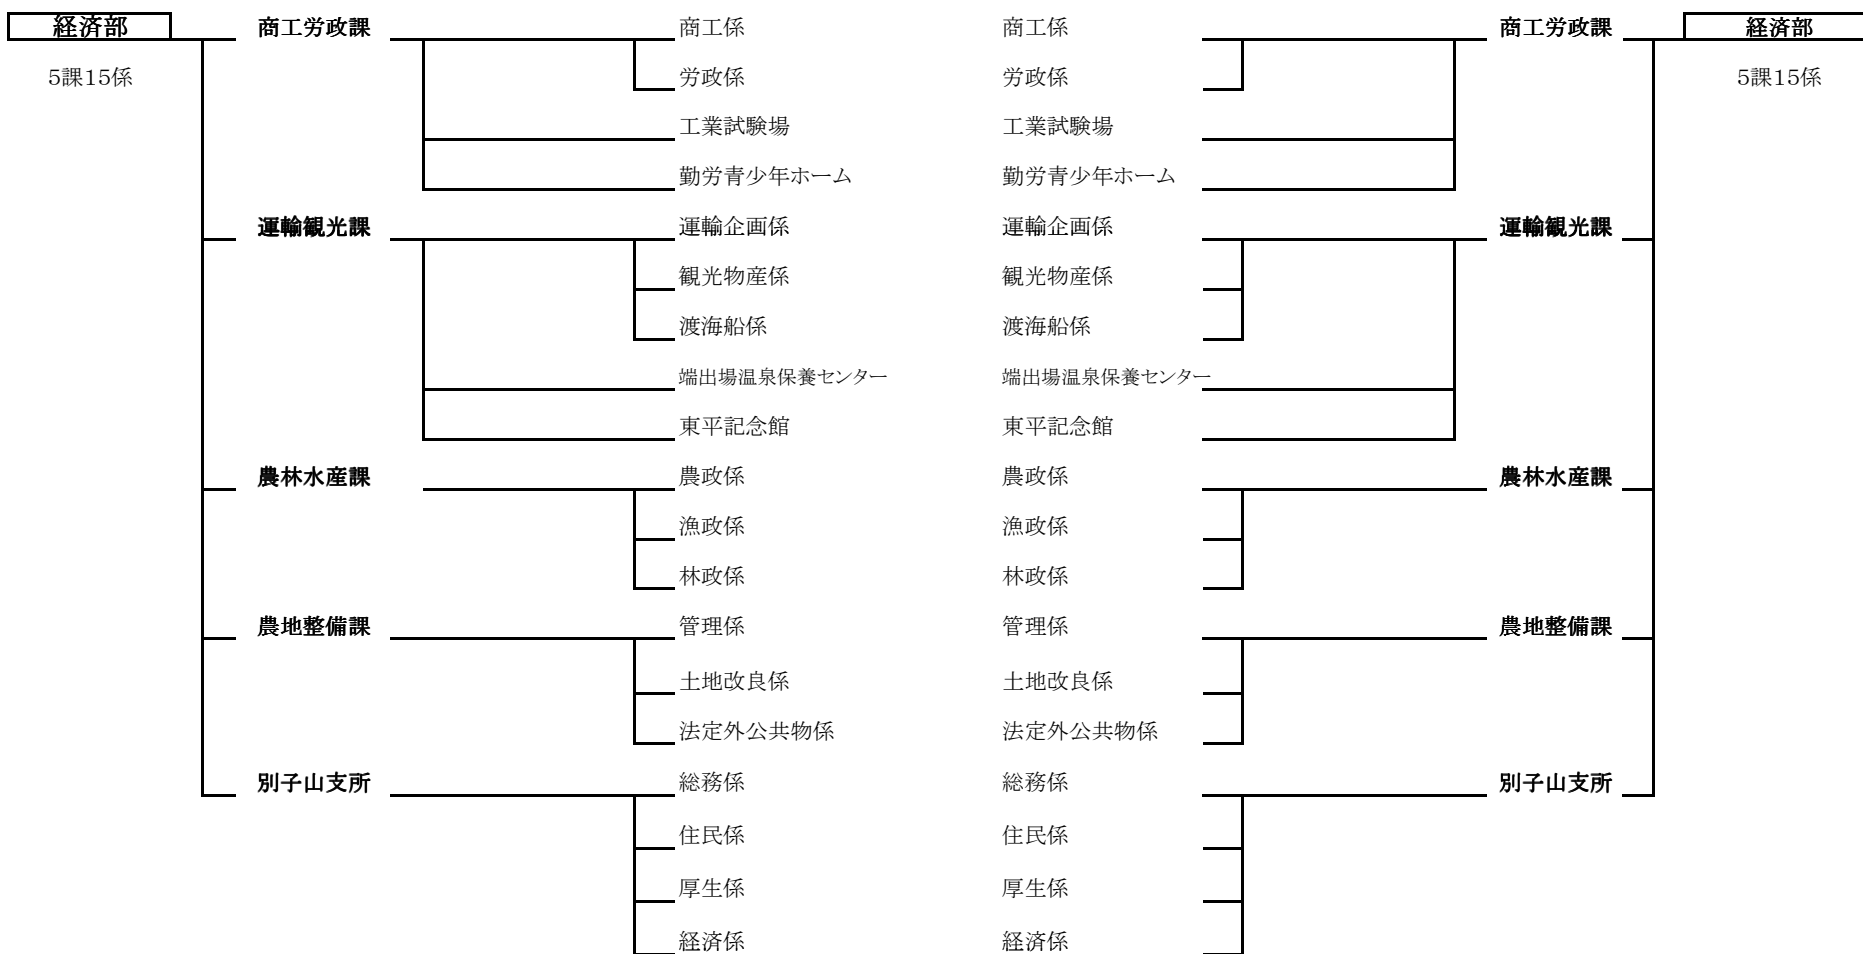 経済部 商工労政課 商工係 商工係 商工労政課 経済部
5課15係 労政係 労政係 5課15係
工業試験場 工業試験場
勤労青少年ホーム 勤労青少年ホーム
運輸観光課 運輸企画係 運輸企画係 運輸観光課
観光物産係 観光物産係
渡海船係 渡海船係
端出場温泉保養センター 端出場温泉保養センター
東平記念館 東平記念館
農林水産課 農政係 農政係 農林水産課
漁政係 漁政係
林政係 林政係
農地整備課 管理係 管理係 農地整備課
土地改良係 土地改良係
法定外公共物係 法定外公共物係
別子山支所 総務係 総務係 別子山支所
住民係 住民係
厚生係 厚生係
経済係 経済係